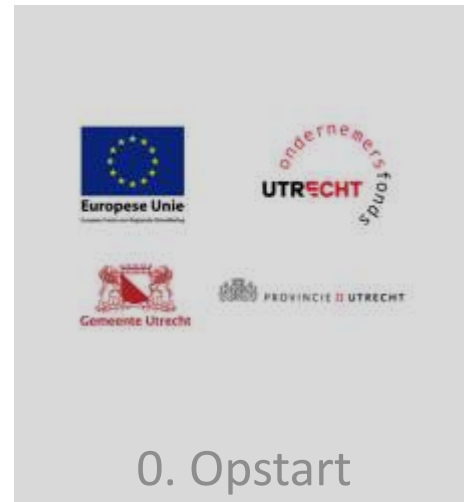 ondernemersfonds
UTRECHT
Europese Unie
Gemeente Utrecht
PROVINCIE UTRECHT
0. Opstart